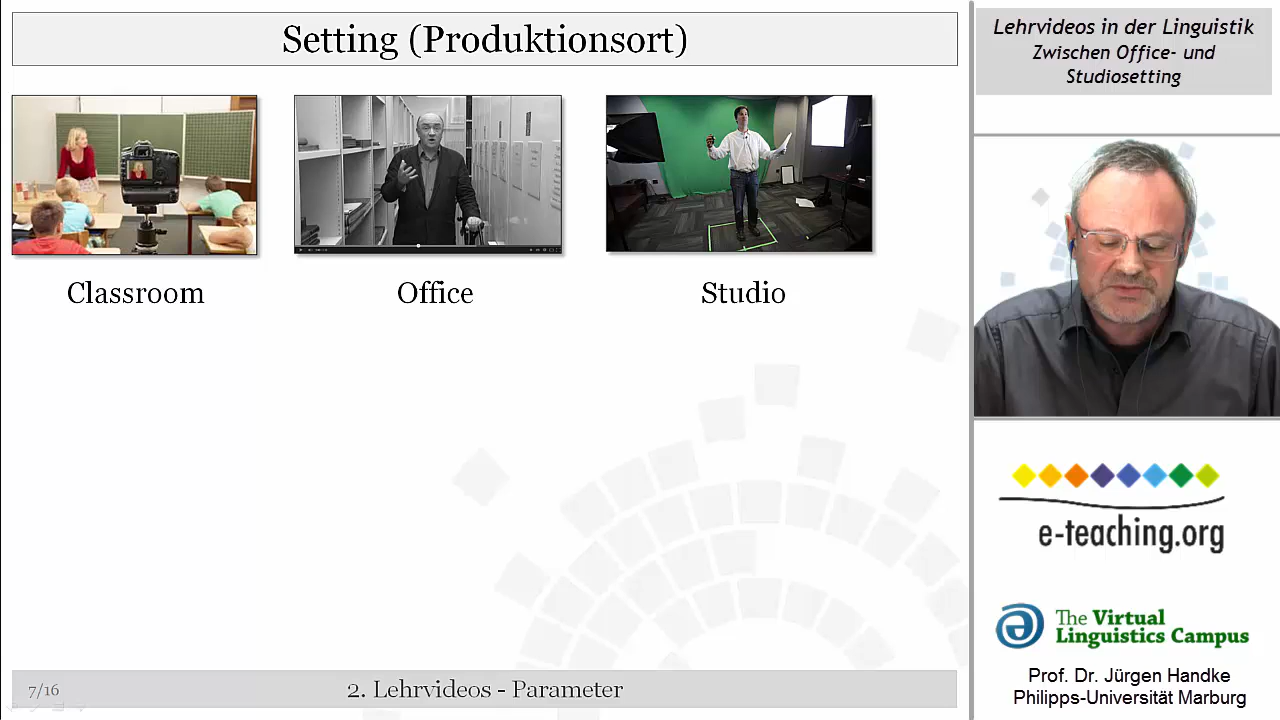 Setting (Produktionsort)
Classroom
Office
Studio
7/16
2. Lehrvideos - Parameter
Lehrvideos in der Linguistik
Zwischen Office- und
Studiosetting
e-teaching.org
The Virtual
Linguistics Campus
Prof. Dr. Jürgen Handke
Philipps-Universität Marburg